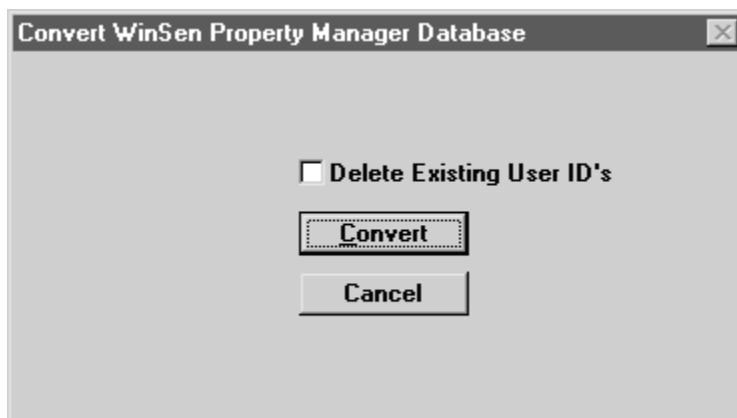 Convert WinSen Property Manager Database
Delete Existing User ID's
Convert
Cancel